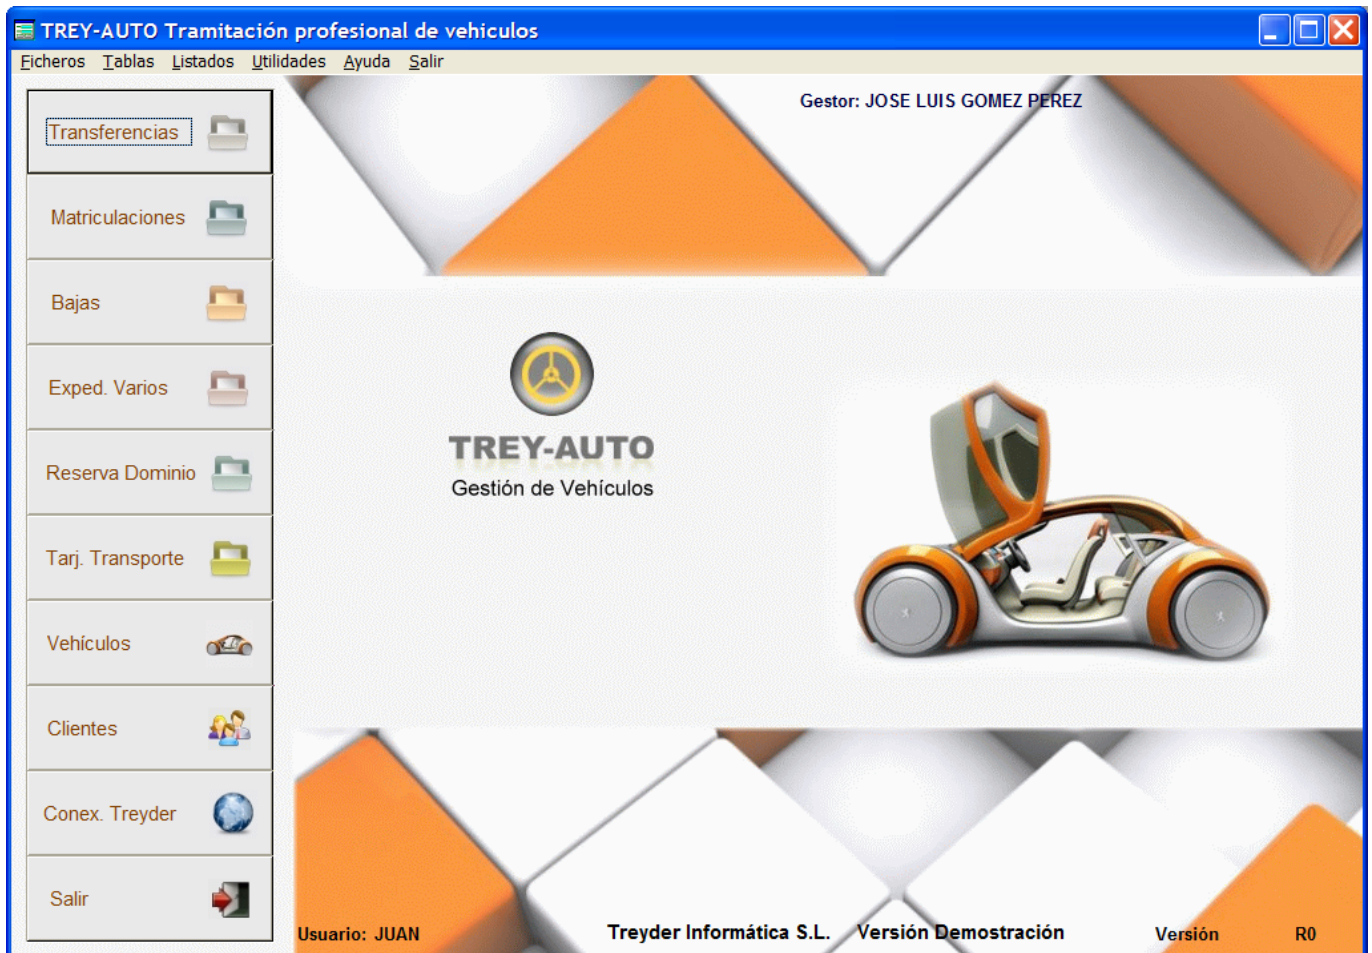 TREY-AUTO Tramitación profesional de vehiculos
Ficheros Tablas Listados Utilidades Ayuda Salir
Gestor: JOSE LUIS GOMEZ PEREZ
Transferencias
Matriculaciones
Bajas
Exped. Varios
Reserva Dominio
Tarj. Transporte
Vehículos
Clientes
Conex. Treyder
Salir
TREY-AUTO
Gestión de Vehículos
Usuario: JUAN Treyder Informática S.L. Versión Demostración Versión R0